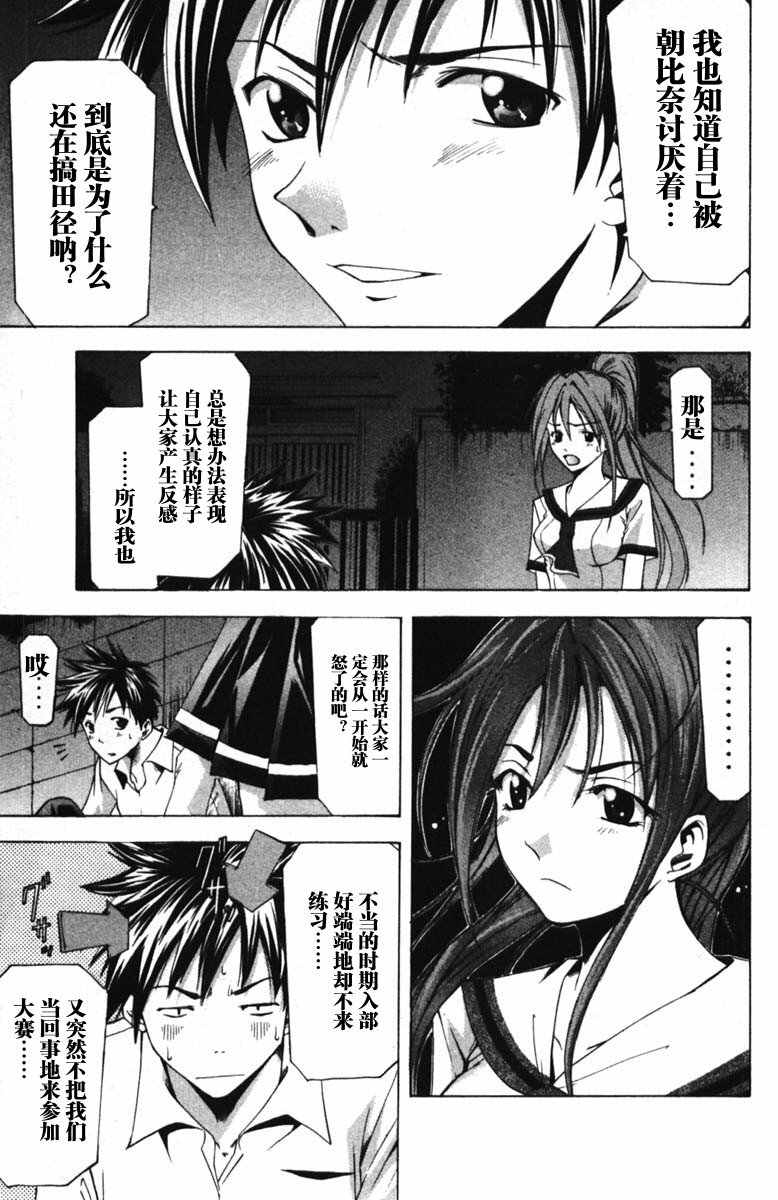 我也知道自己被
朝比奈讨厌着…
到底是为了什么
还在搞田径呐？
那是……
总是想办法表现
自己认真的样子
让大家产生反感
……所以我也
………
那样的话大家一
定会从一开始就
怒了的吧？
哎…
不当的时期入部
好端端地却不来
练习……
又突然不把我们
当回事地来参加
大赛……